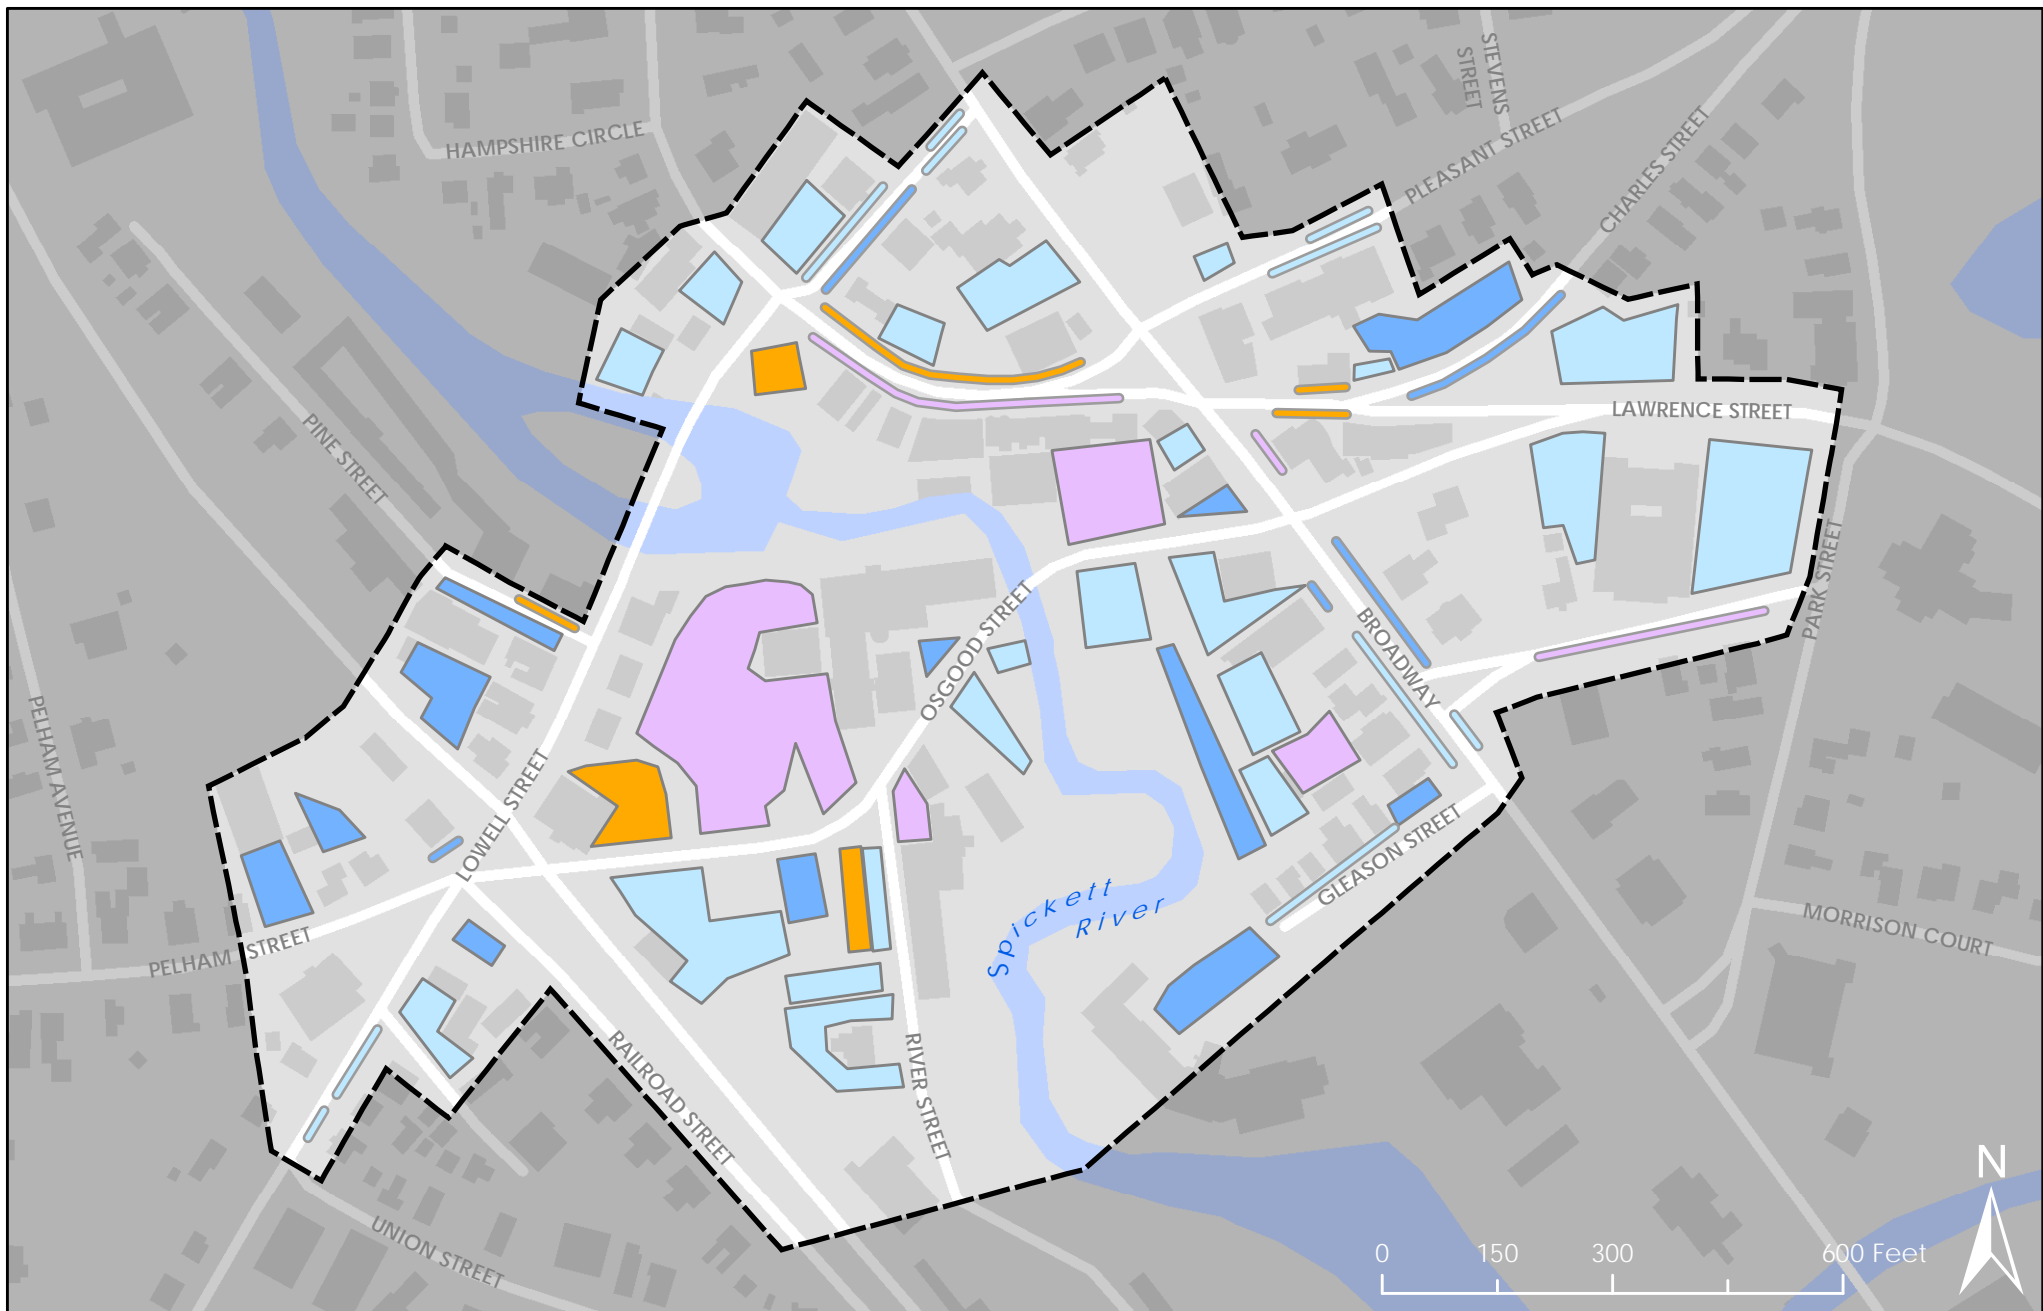 STEVENS
STREET
HAMPSHIRE CIRCLE
PLEASANT STREET
CHARLES STREET
PINE STREET
LAWRENCE STREET
PARK STREET
OSGOOD STREET
BROADWAY
PELHAM AVENUE
LOWELL STREET
GLEASON STREET
Spickett
River
PELHAM STREET
MORRISON COURT
RIVER STREET
RAILROAD STREET
UNION STREET
N
0 150 300 600 Feet